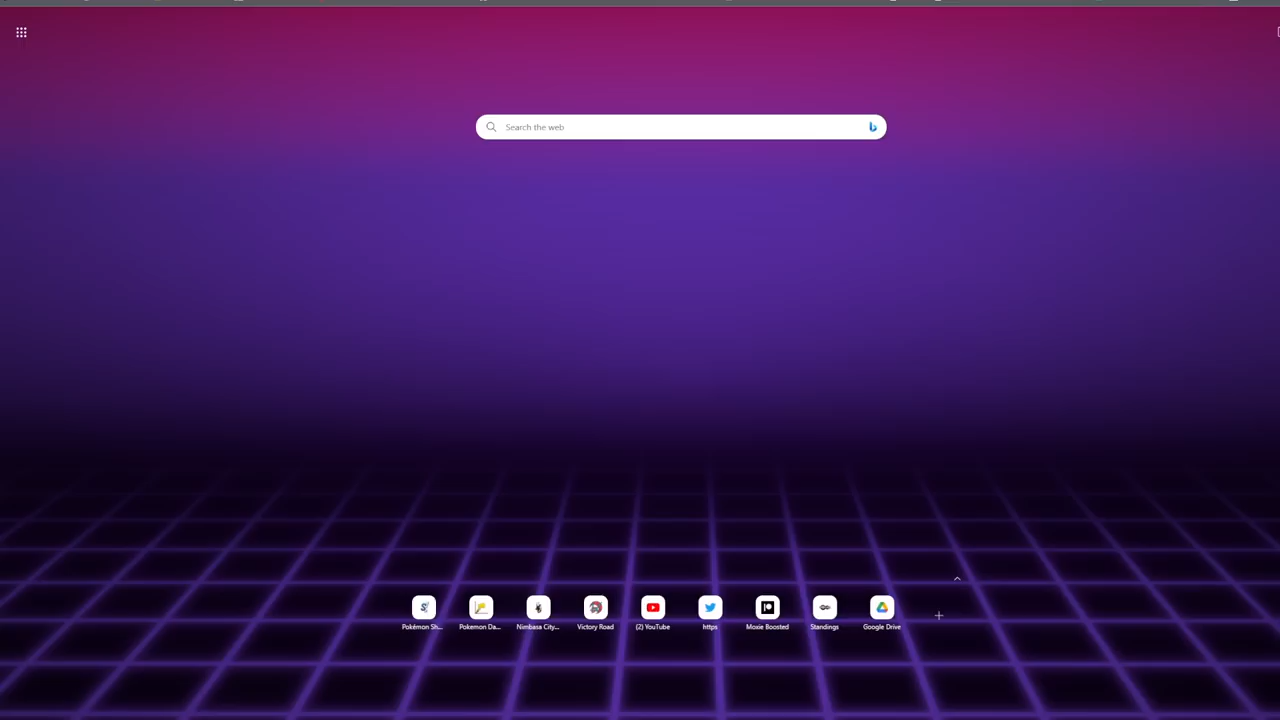 Search the web
Pokémon Sh...
Pokemon Da...
Nimbasa City...
Victory Road
(2) YouTube
https
Moxie Boosted
Standings
Google Drive